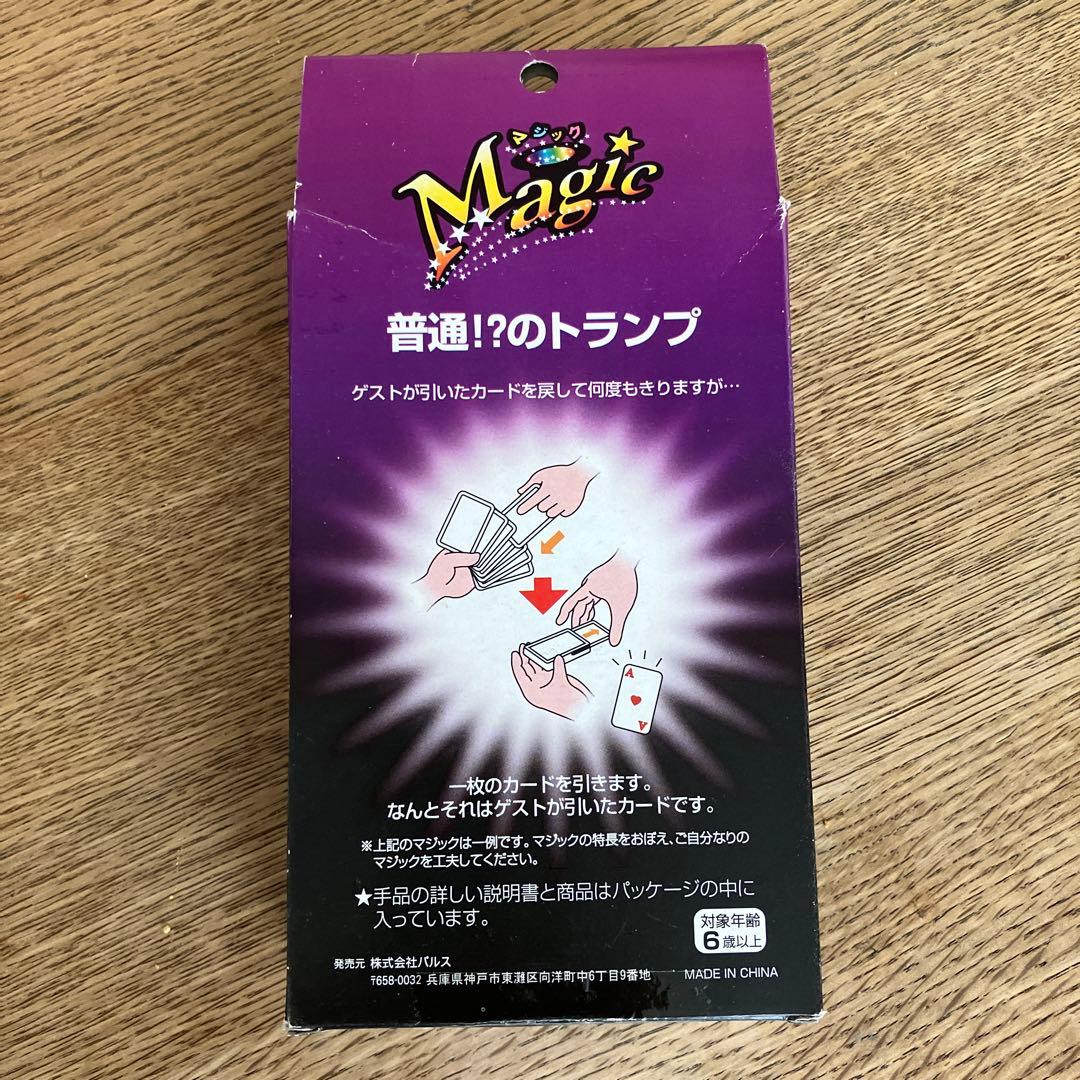 マジック
Magic
普通!?のトランプ
ゲストが引いたカードを戻して何度もきりますが…
A
A
一枚のカードを引きます。
なんとそれはゲストが引いたカードです。
※上記のマジックは一例です。マジックの特長をおぼえ、ご自分なりの
マジックを工夫してください。
★手品の詳しい説明書と商品はパッケージの中に
入っています。
対象年齢
6歳以上
発売元 株式会社パルス
〒658-0032 兵庫県神戸市東灘区向洋町中6丁目9番地
MADE IN CHINA